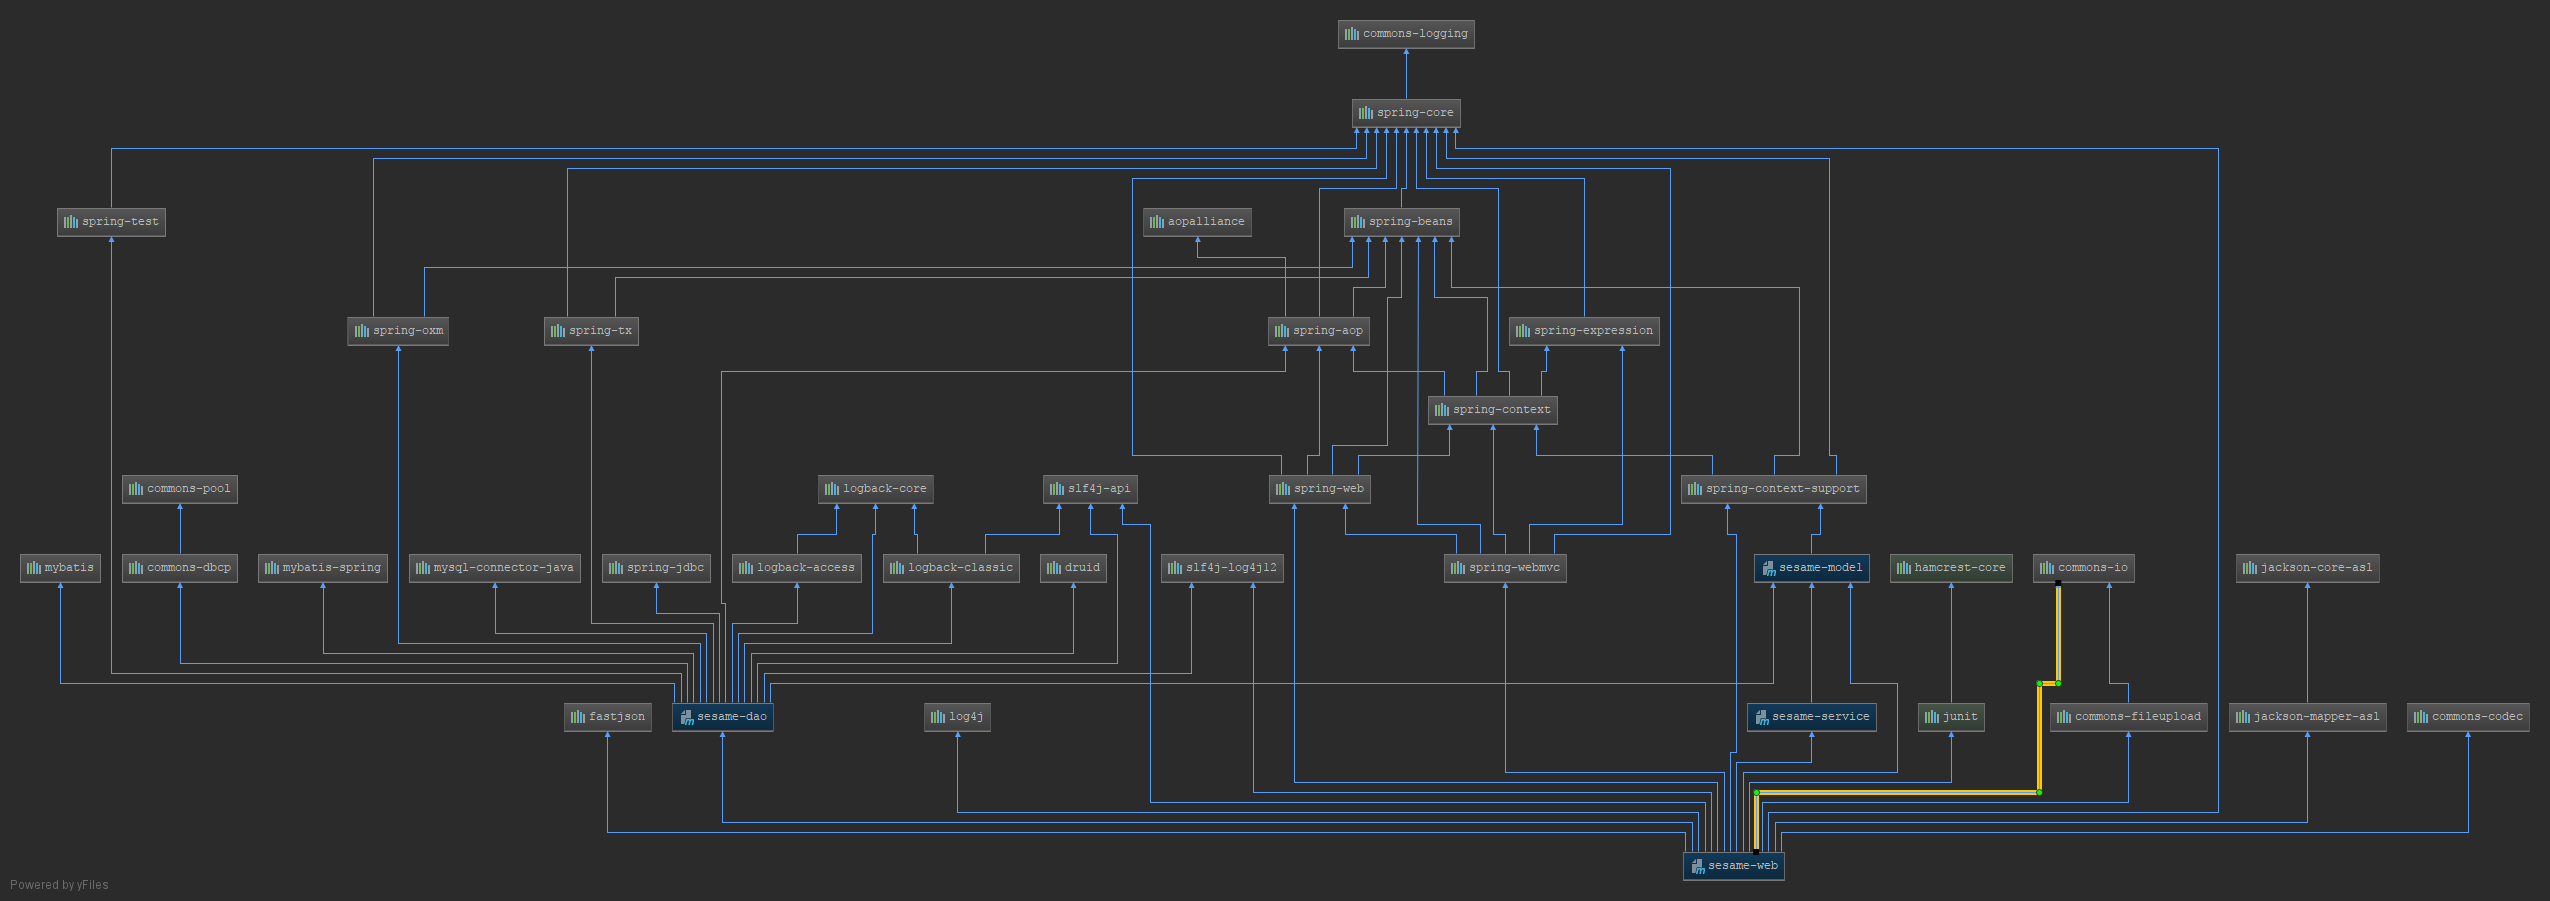 commons-logging
spring-core
spring-test
aopalliance
spring-beans
spring-oxm
spring-tx
spring-aop
spring-expression
spring-context
commons-pool
logback-core
slf4j-api
spring-web
spring-context-support
mybatis
commons-dbcp
mybatis-spring
mysql-connector-java
spring-jdbc
logback-access
logback-classic
druid
slf4j-log4j12
spring-webmvc
sesame-model
hamcrest-core
commons-io
jackson-core-asl
fastjson
sesame-dao
log4j
sesame-service
junit
commons-fileupload
jackson-mapper-asl
commons-codec
sesame-web
Powered by yFiles